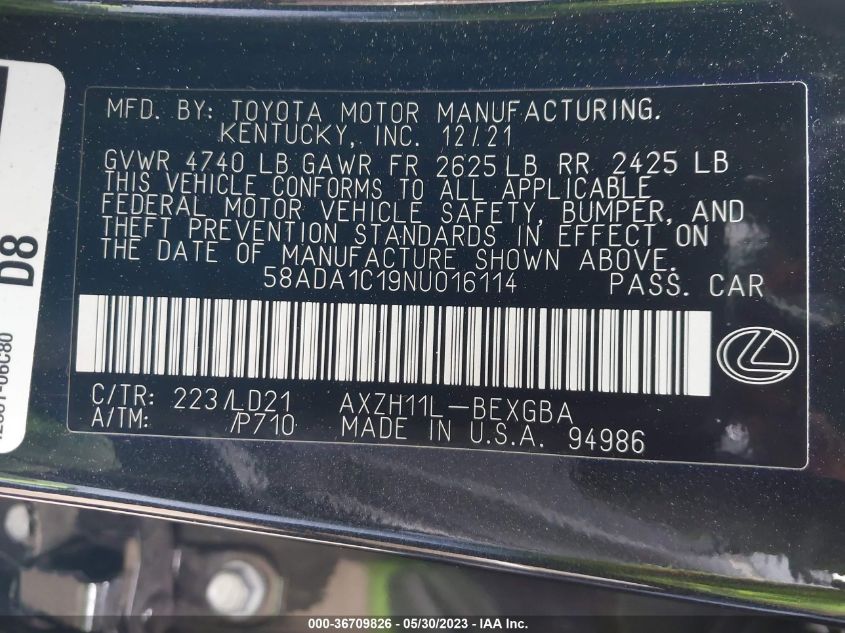 MFD. BY: TOYOTA MOTOR MANUFACTURING.
KENTUCKY, INC. 12/21
GVWR 4740 LB GAWR FR 2625 LB RR 2425 LB
THIS VEHICLE CONFORMS TO ALL APPLICABLE
FEDERAL MOTOR VEHICLE SAFETY, BUMPER, AND
THEFT PREVENTION STANDARDS IN EFFECT ON
THE DATE OF MANUFACTURE SHOWN ABOVE.
58ADA1C19NU016114 PASS. CAR
C/TR: 223/LD21 AXZH11L-BEXGBA
A/TM: /P710 MADE IN U.S.A. 94986
D8
000-36709826 - 05/30/2023 - IAA Inc.